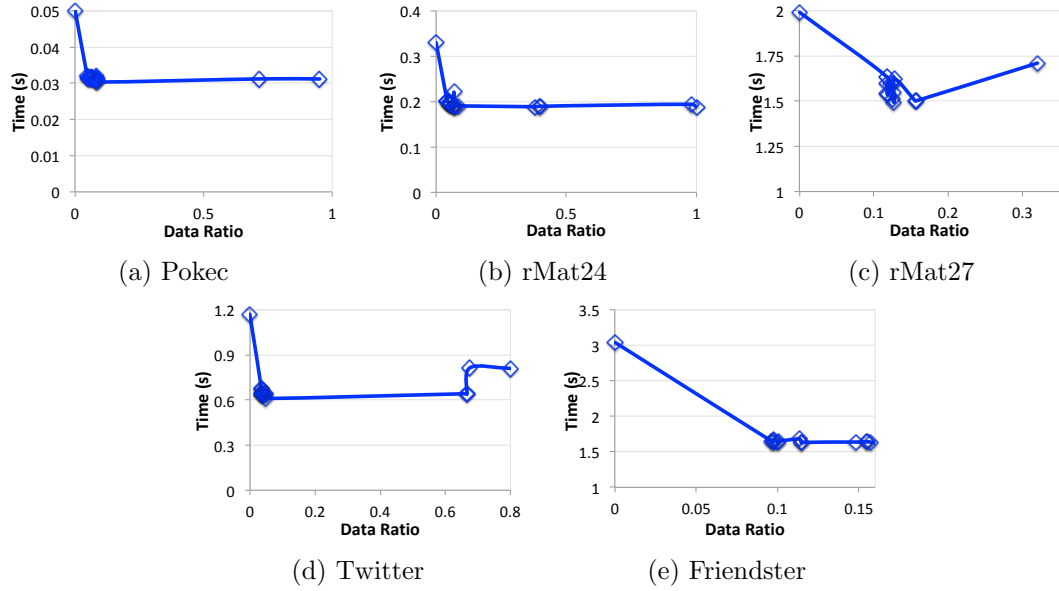 0.05
0.04
0.03
0.02
0.01
0
Time (s)
0 0.5 1
Data Ratio
(a) Pokec
0.4
0.3
0.2
0.1
0
Time (s)
0 0.5 1
Data Ratio
(b) rMat24
2
1.75
1.5
1.25
1
Time (s)
0 0.1 0.2 0.3
Data Ratio
(c) rMat27
1.2
0.9
0.6
0.3
0
Time (s)
0 0.2 0.4 0.6 0.8
Data Ratio
(d) Twitter
3.5
3
2.5
2
1.5
1
Time (s)
0 0.05 0.1 0.15
Data Ratio
(e) Friendster